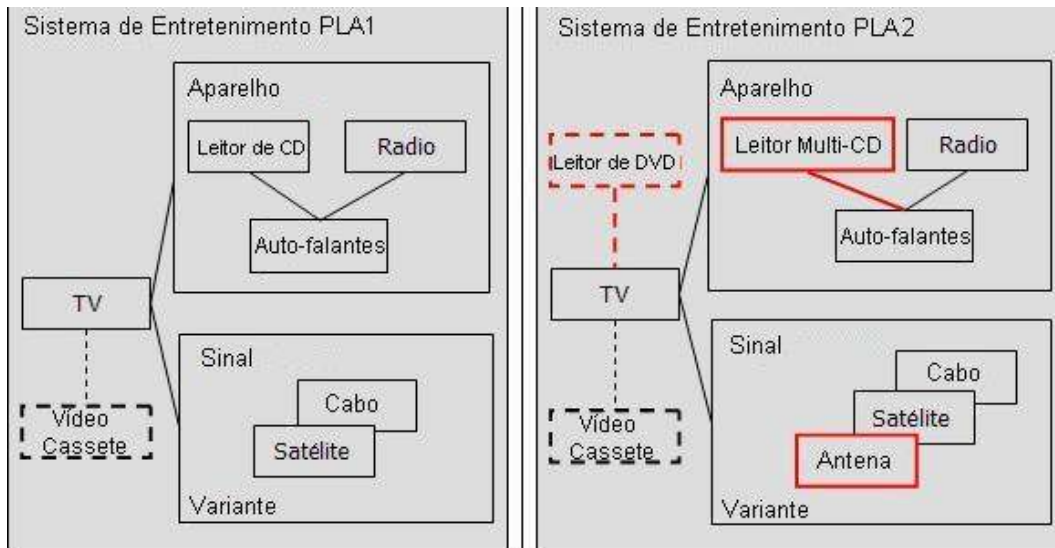 Sistema de Entretenimento PLA1
Aparelho
Leitor de CD
Radio
Auto-falantes
TV
Sinal
Cabo
Satélite
Variante
Vídeo
Cassete
Sistema de Entretenimento PLA2
Aparelho
Leitor de DVD
Leitor Multi-CD
Radio
Auto-falantes
TV
Sinal
Cabo
Satélite
Antena
Variante
Vídeo
Cassete